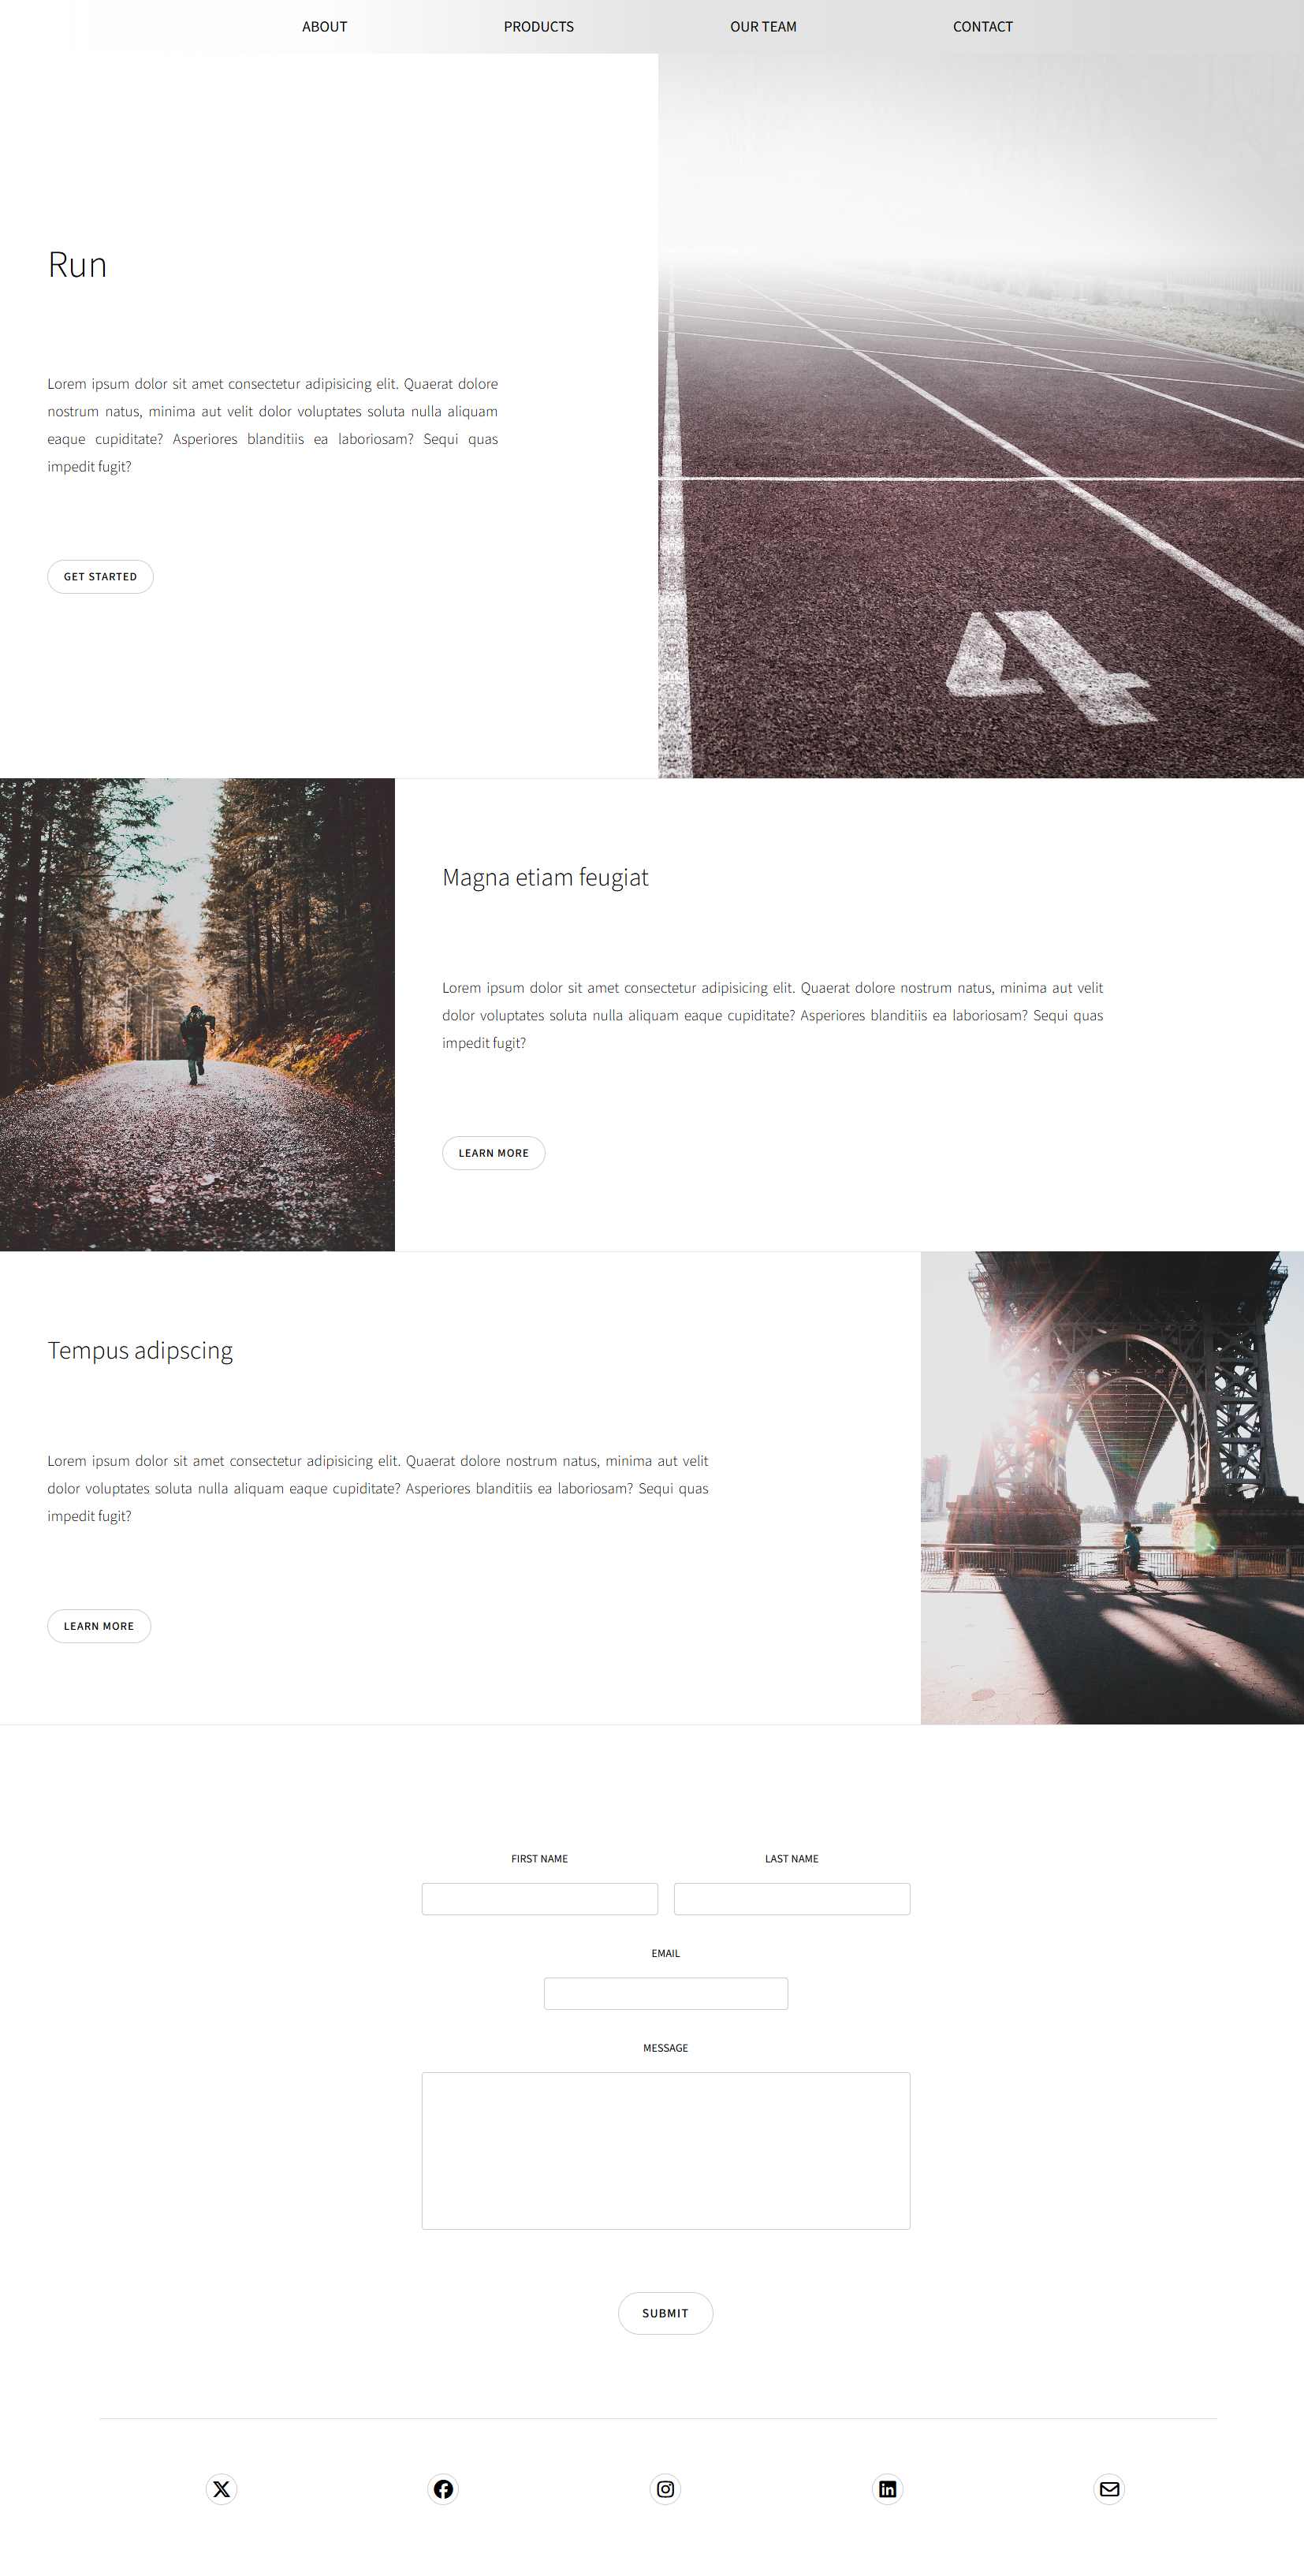 ABOUT PRODUCTS OUR TEAM CONTACT
Run
Lorem ipsum dolor sit amet consectetur adipisicing elit. Quaerat dolore
nostrum natus, minima aut velit dolor voluptates soluta nulla aliquam
eaque cupiditate? Asperiores blanditiis ea laboriosam? Sequi quas
impedit fugit?
GET STARTED
4
Magna etiam feugiat
Lorem ipsum dolor sit amet consectetur adipisicing elit. Quaerat dolore nostrum natus, minima aut velit
dolor voluptates soluta nulla aliquam eaque cupiditate? Asperiores blanditiis ea laboriosam? Sequi quas
impedit fugit?
LEARN MORE
Tempus adipscing
Lorem ipsum dolor sit amet consectetur adipisicing elit. Quaerat dolore nostrum natus, minima aut velit
dolor voluptates soluta nulla aliquam eaque cupiditate? Asperiores blanditiis ea laboriosam? Sequi quas
impedit fugit?
LEARN MORE
FIRST NAME LAST NAME
EMAIL
MESSAGE
SUBMIT